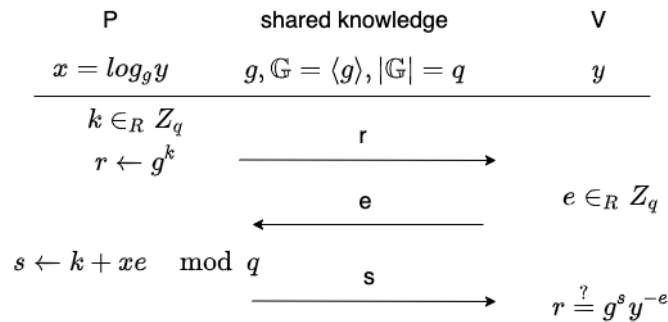 P shared knowledge V
x = log_g y g, 𝔾 = ⟨g⟩, |𝔾| = q y
k ∈_R Z_q
r ← g^k r
e e ∈_R Z_q
s ← k + xe mod q s
r ≟ g^s y^{-e}